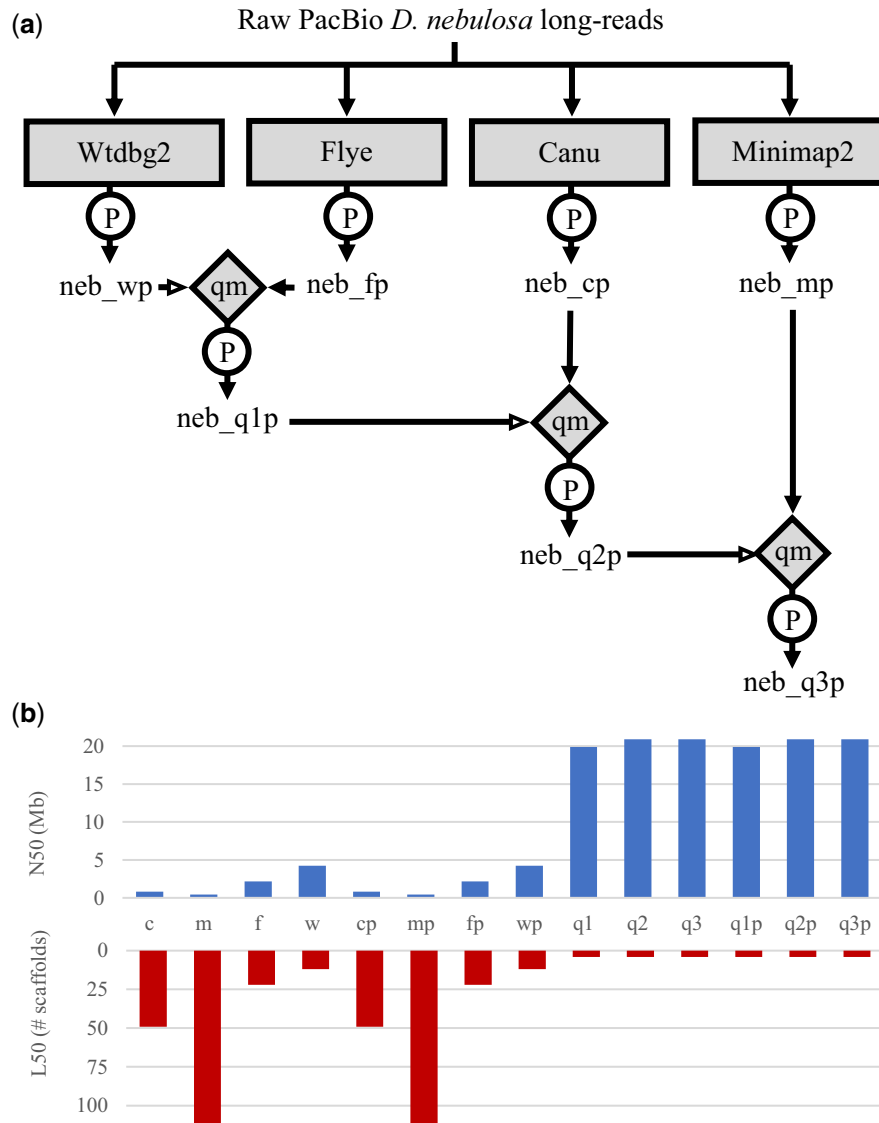 (a)
Raw PacBio D. nebulosa long-reads
Wtdbg2 Flye Canu Minimap2
P P P P
neb_wp qm neb_fp neb_cp neb_mp
P
neb_q1p qm
P
neb_q2p qm
P
neb_q3p
(b)
N50 (Mb)
20
15
10
5
0
c m f w cp mp fp wp q1 q2 q3 q1p q2p q3p
L50 (# scaffolds)
0
25
50
75
100